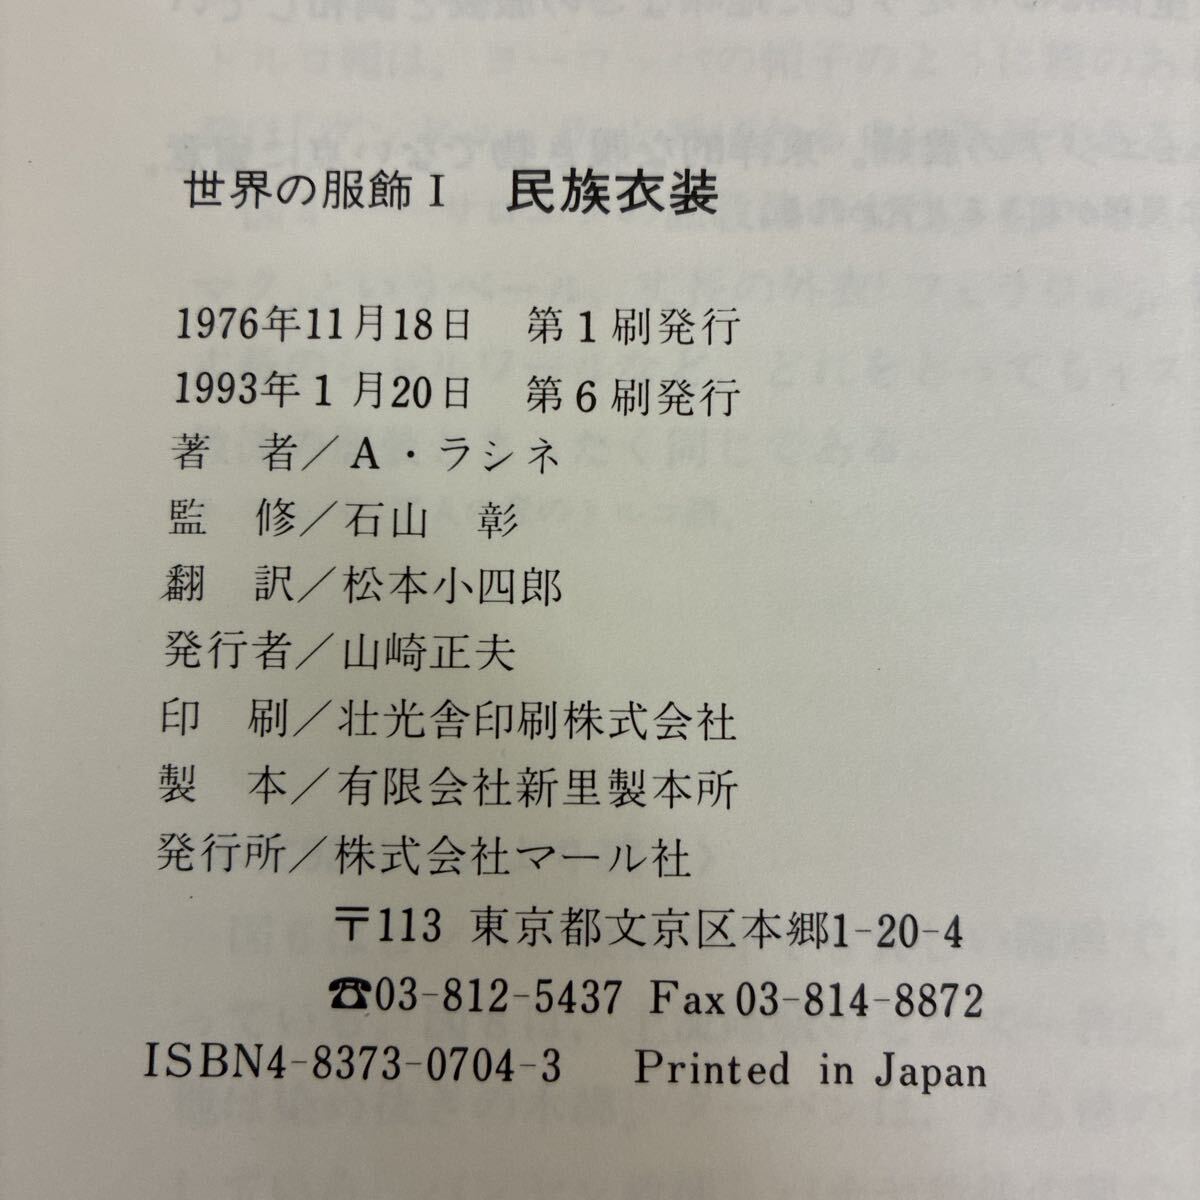 世界の服飾Ⅰ 民族衣装
1976年11月18日 第1刷発行
1993年1月20日 第6刷発行
著 者／A・ラシネ
監 修／石山 彰
翻 訳／松本小四郎
発行者／山崎正夫
印 刷／壮光舎印刷株式会社
製 本／有限会社新里製本所
発行所／株式会社マール社
〒113 東京都文京区本郷1-20-4
☎03-812-5437 Fax 03-814-8872
ISBN4-8373-0704-3 Printed in Japan